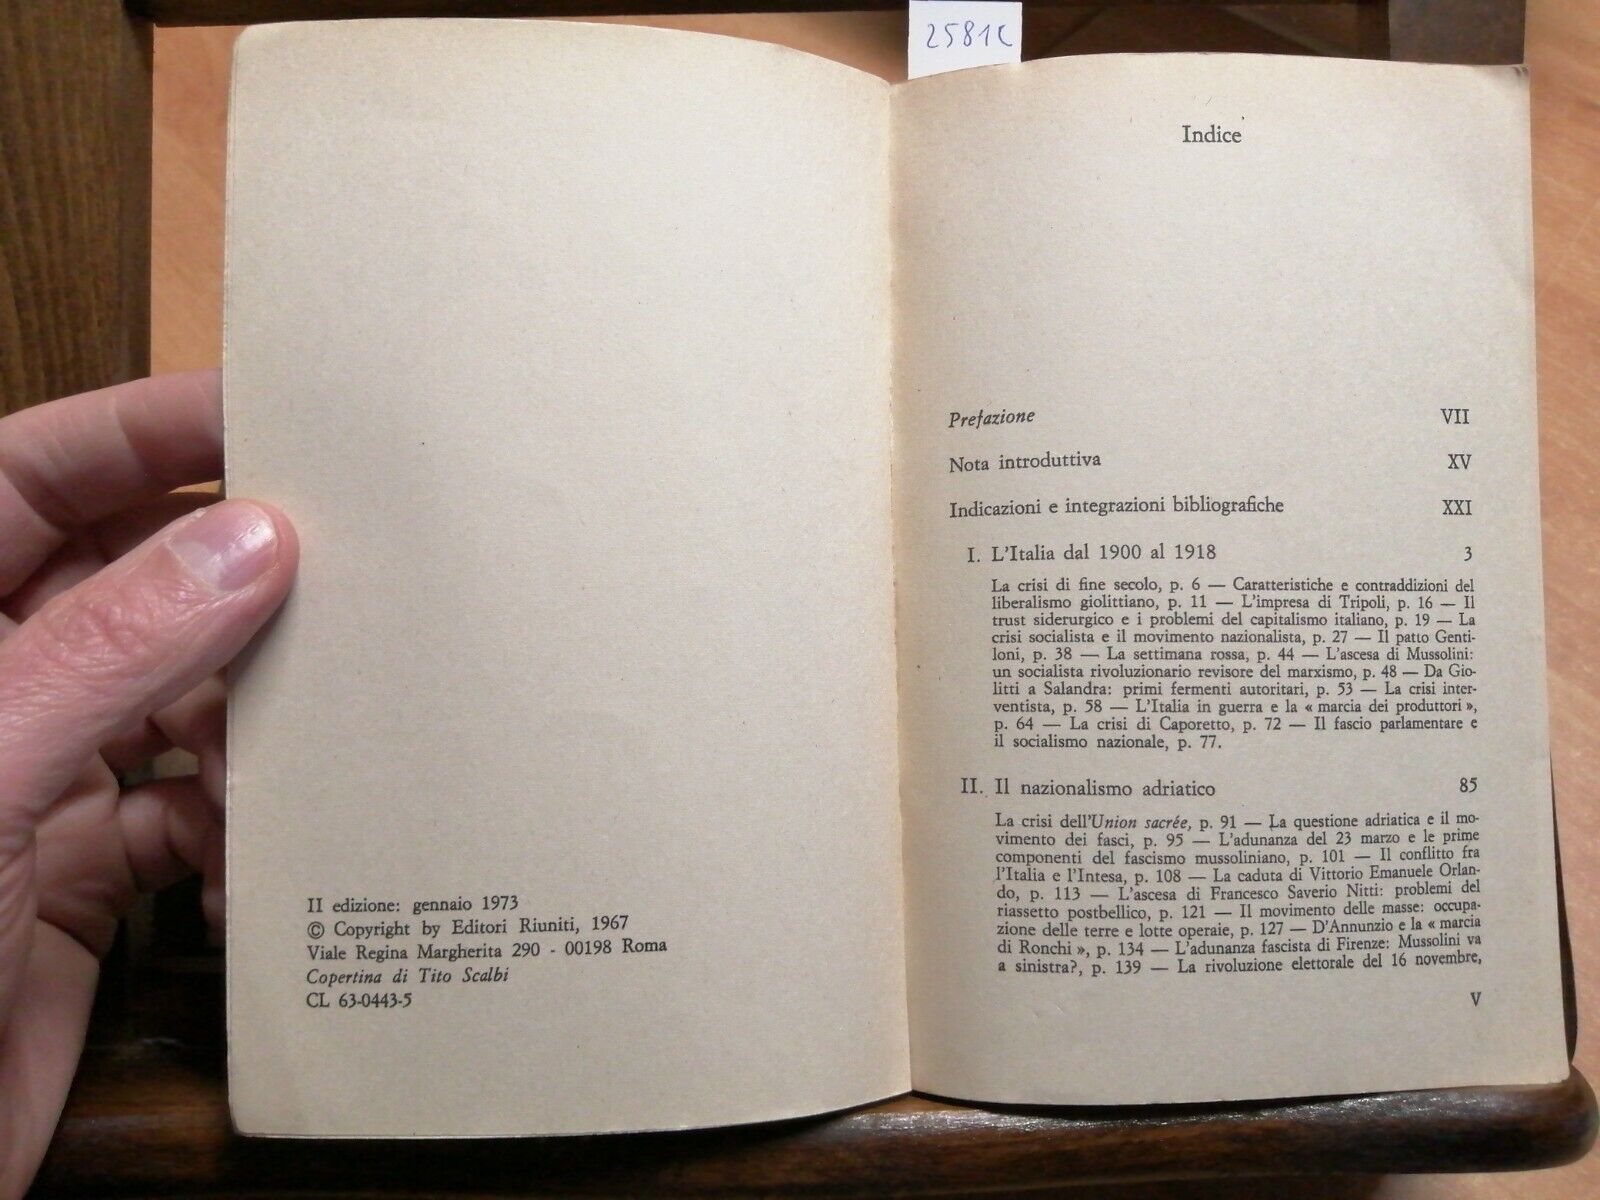 2581C
II edizione: gennaio 1973
© Copyright by Editori Riuniti, 1967
Viale Regina Margherita 290 - 00198 Roma
Copertina di Tito Scalbi
CL 63-0443-5
Indice
Prefazione VII
Nota introduttiva XV
Indicazioni e integrazioni bibliografiche XXI
I. L'Italia dal 1900 al 1918 3
La crisi di fine secolo, p. 6 — Caratteristiche e contraddizioni del
liberalismo giolittiano, p. 11 — L'impresa di Tripoli, p. 16 — Il
trust siderurgico e i problemi del capitalismo italiano, p. 19 — La
crisi socialista e il movimento nazionalista, p. 27 — Il patto Genti-
loni, p. 38 — La settimana rossa, p. 44 — L'ascesa di Mussolini:
un socialista rivoluzionario revisore del marxismo, p. 48 — Da Gio-
litti a Salandra: primi fermenti autoritari, p. 53 — La crisi inter-
ventista, p. 58 — L'Italia in guerra e la « marcia dei produttori »,
p. 64 — La crisi di Caporetto, p. 72 — Il fascio parlamentare e
il socialismo nazionale, p. 77.
II. Il nazionalismo adriatico 85
La crisi dell'Union sacrée, p. 91 — La questione adriatica e il mo-
vimento dei fasci, p. 95 — L'adunanza del 23 marzo e le prime
componenti del fascismo mussoliniano, p. 101 — Il conflitto fra
l'Italia e l'Intesa, p. 108 — La caduta di Vittorio Emanuele Orlan-
do, p. 113 — L'ascesa di Francesco Saverio Nitti: problemi del
riassetto postbellico, p. 121 — Il movimento delle masse: occupa-
zione delle terre e lotte operaie, p. 127 — D'Annunzio e la « marcia
di Ronchi », p. 134 — L'adunanza fascista di Firenze: Mussolini va
a sinistra?, p. 139 — La rivoluzione elettorale del 16 novembre,
V